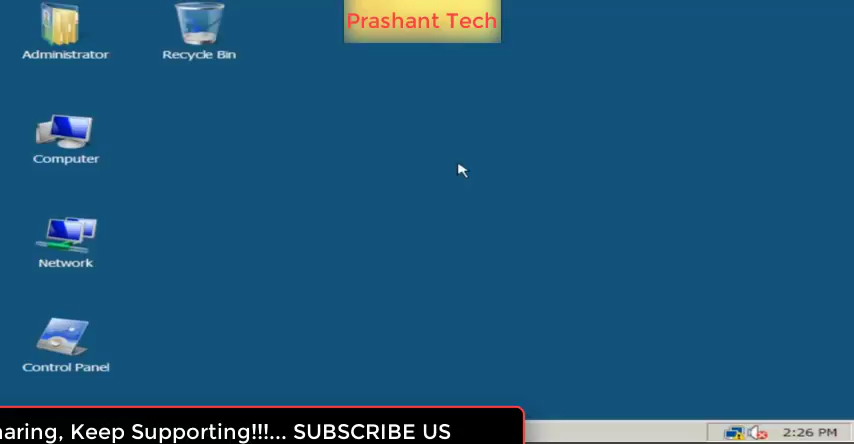 Prashant Tech
Administrator
Recycle Bin
Computer
Network
Control Panel
haring, Keep Supporting!!!... SUBSCRIBE US
2:26 PM